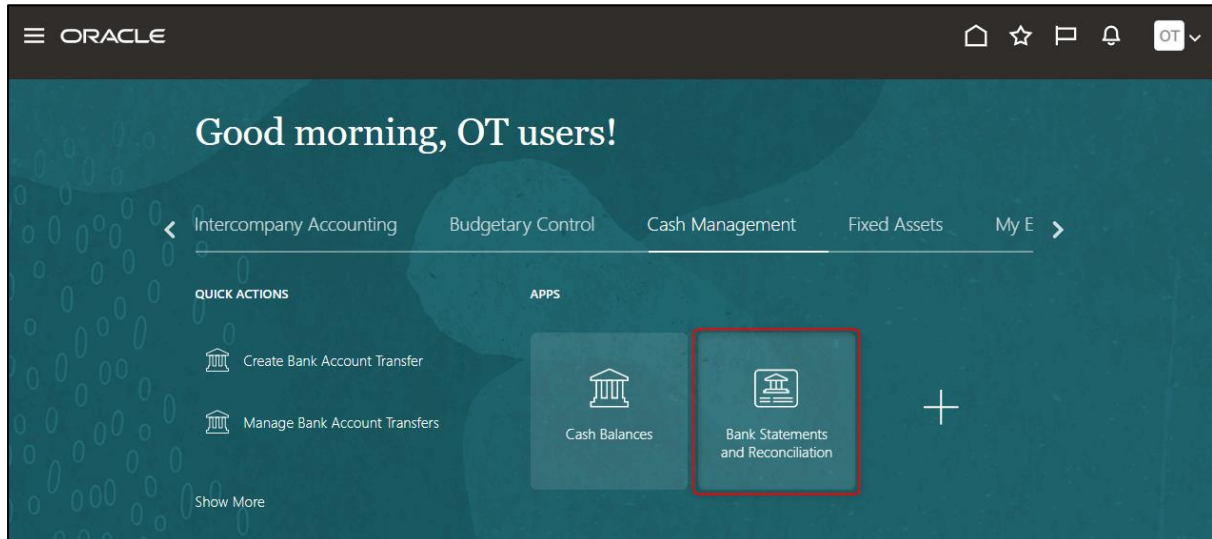 ORACLE
OT
Good morning, OT users!
Intercompany Accounting
Budgetary Control
Cash Management
Fixed Assets
My E
QUICK ACTIONS
APPS
Create Bank Account Transfer
Manage Bank Account Transfers
Show More
Cash Balances
Bank Statements
and Reconciliation